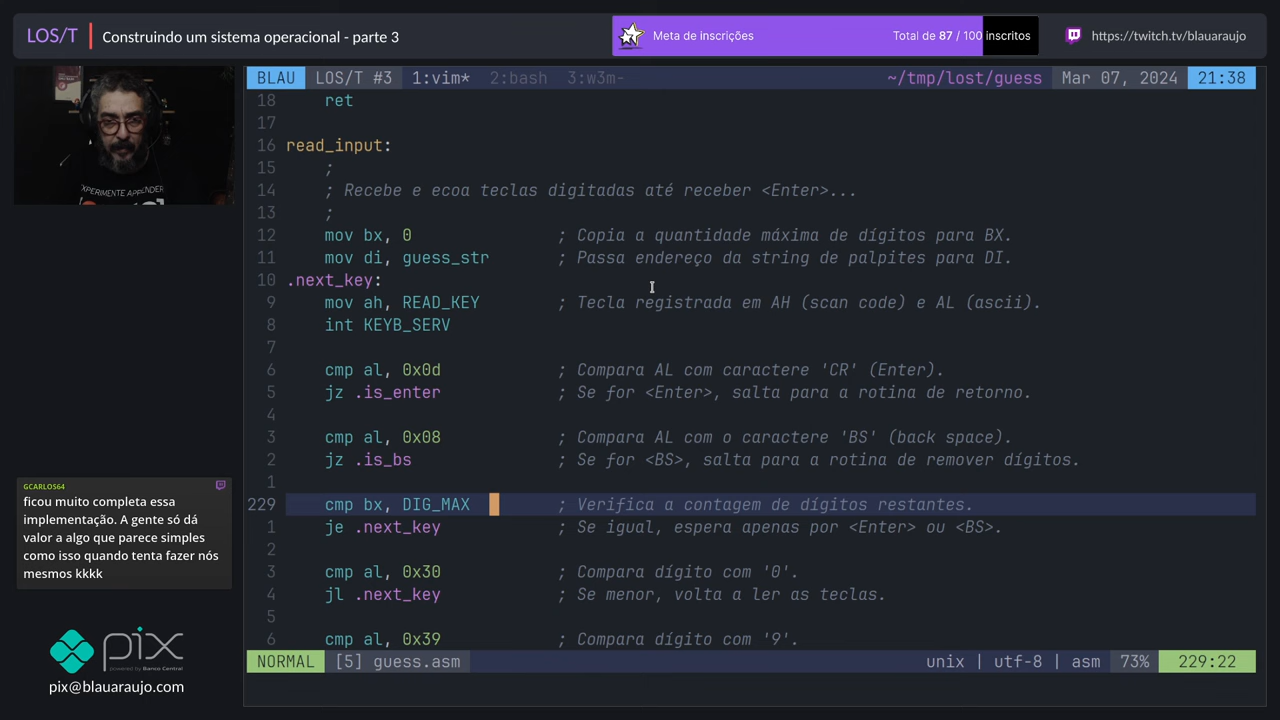 LOS/T
Construindo um sistema operacional - parte 3
Meta de inscrições
Total de 87 / 100 inscritos
https://twitch.tv/blauaraujo
BLAU LOS/T #3 1:vim* 2:bash 3:w3m- ~/tmp/lost/guess Mar 07, 2024 21:38
18 ret
17
16 read_input:
15 ;
14 ; Recebe e ecoa teclas digitadas até receber <Enter>...
13 ;
12 mov bx, 0 ; Copia a quantidade máxima de dígitos para BX.
11 mov di, guess_str ; Passa endereço da string de palpites para DI.
10 .next_key:
9 mov ah, READ_KEY ; Tecla registrada em AH (scan code) e AL (ascii).
8 int KEYB_SERV
7
6 cmp al, 0x0d ; Compara AL com caractere 'CR' (Enter).
5 jz .is_enter ; Se for <Enter>, salta para a rotina de retorno.
4
3 cmp al, 0x08 ; Compara AL com o caractere 'BS' (back space).
2 jz .is_bs ; Se for <BS>, salta para a rotina de remover dígitos.
1
229 cmp bx, DIG_MAX ; Verifica a contagem de dígitos restantes.
1 je .next_key ; Se igual, espera apenas por <Enter> ou <BS>.
2
3 cmp al, 0x30 ; Compara dígito com '0'.
4 jl .next_key ; Se menor, volta a ler as teclas.
5
6 cmp al, 0x39 ; Compara dígito com '9'.
NORMAL [5] guess.asm unix | utf-8 | asm 73% 229:22
XPERIMENTE APRENDER
GCARLOS64
ficou muito completa essa
implementação. A gente só dá
valor a algo que parece simples
como isso quando tenta fazer nós
mesmos kkkk
pix
powered by Banco Central
pix@blauaraujo.com